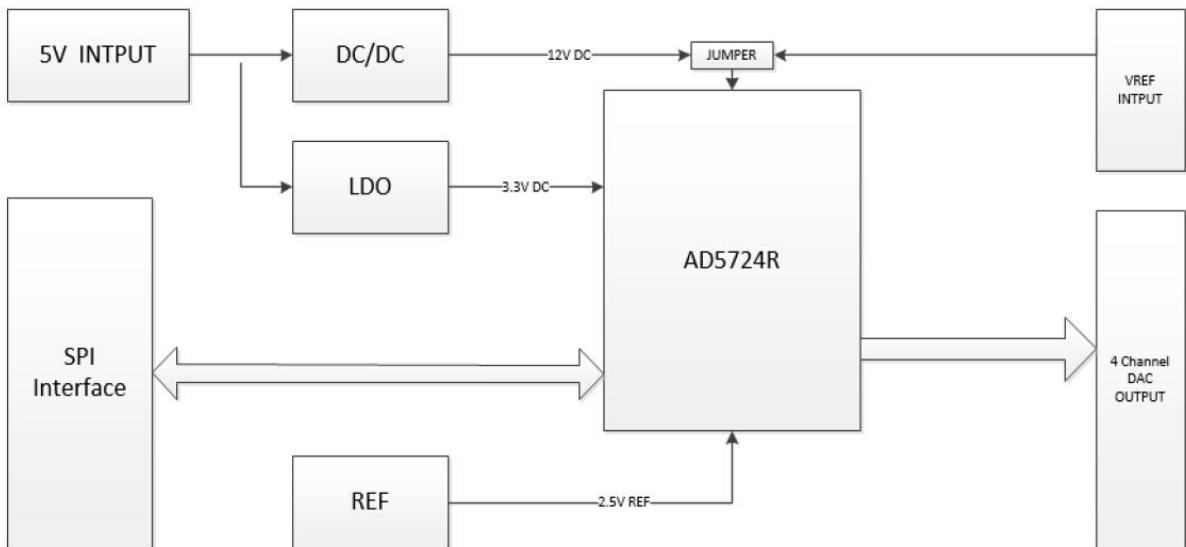 5V INTPUT
DC/DC
12V DC
JUMPER
VREF
INTPUT
LDO
3.3V DC
AD5724R
SPI
Interface
4 Channel
DAC
OUTPUT
REF
2.5V REF